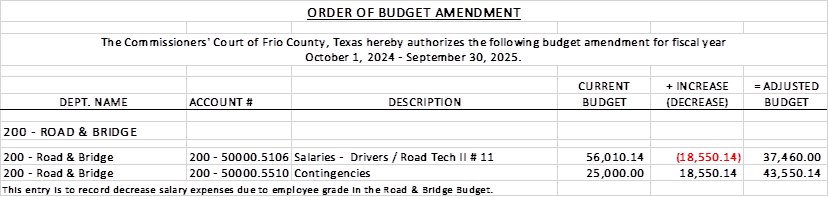 ORDER OF BUDGET AMENDMENT
The Commissioners' Court of Frio County, Texas hereby authorizes the following budget amendment for fiscal year
October 1, 2024 - September 30, 2025.
CURRENT + INCREASE = ADJUSTED
DEPT. NAME ACCOUNT # DESCRIPTION BUDGET (DECREASE) BUDGET
200 - ROAD & BRIDGE
200 - Road & Bridge 200 - 50000.5106 Salaries - Drivers / Road Tech II # 11 56,010.14 (18,550.14) 37,460.00
200 - Road & Bridge 200 - 50000.5510 Contingencies 25,000.00 18,550.14 43,550.14
This entry is to record decrease salary expenses due to employee grade in the Road & Bridge Budget.